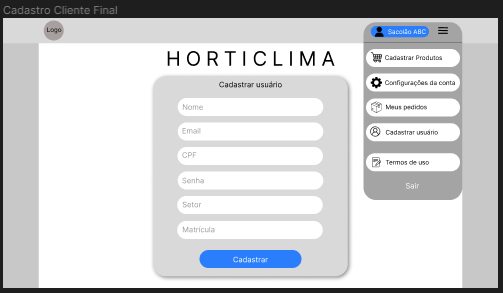 Cadastro Cliente Final
Logo
Sacolão ABC
HORTICLIMA
Cadastrar usuário
Nome
Email
CPF
Senha
Setor
Matrícula
Cadastrar
Cadastrar Produtos
Configurações da conta
Meus pedidos
Cadastrar usuário
Termos de uso
Sair